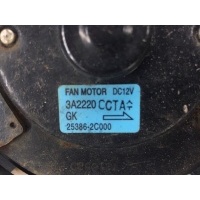 FAN MOTOR DC12V
3A2220 CCTA
GK
25386-2C000